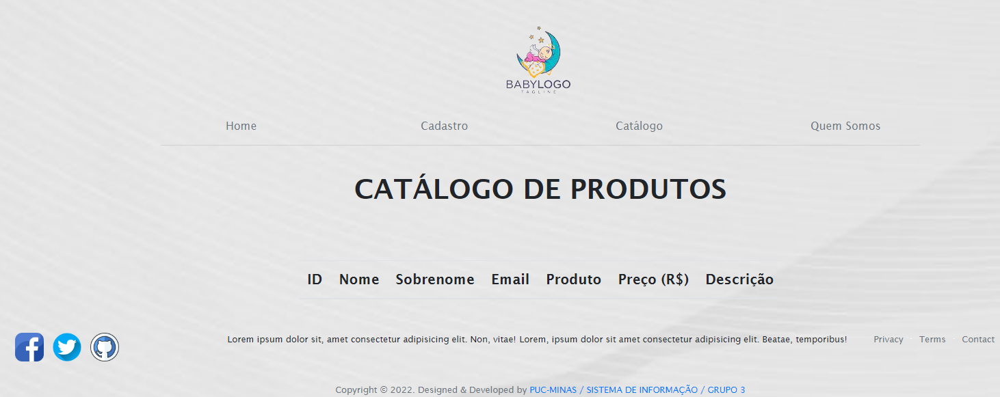 BABYLOGO
TAGLINE
Home Cadastro Catálogo Quem Somos
CATÁLOGO DE PRODUTOS
ID Nome Sobrenome Email Produto Preço (R$) Descrição
Lorem ipsum dolor sit, amet consectetur adipisicing elit. Non, vitae! Lorem, ipsum dolor sit amet consectetur adipisicing elit. Beatae, temporibus! Privacy · Terms · Contact
Copyright © 2022. Designed & Developed by PUC-MINAS / SISTEMA DE INFORMAÇÃO / GRUPO 3